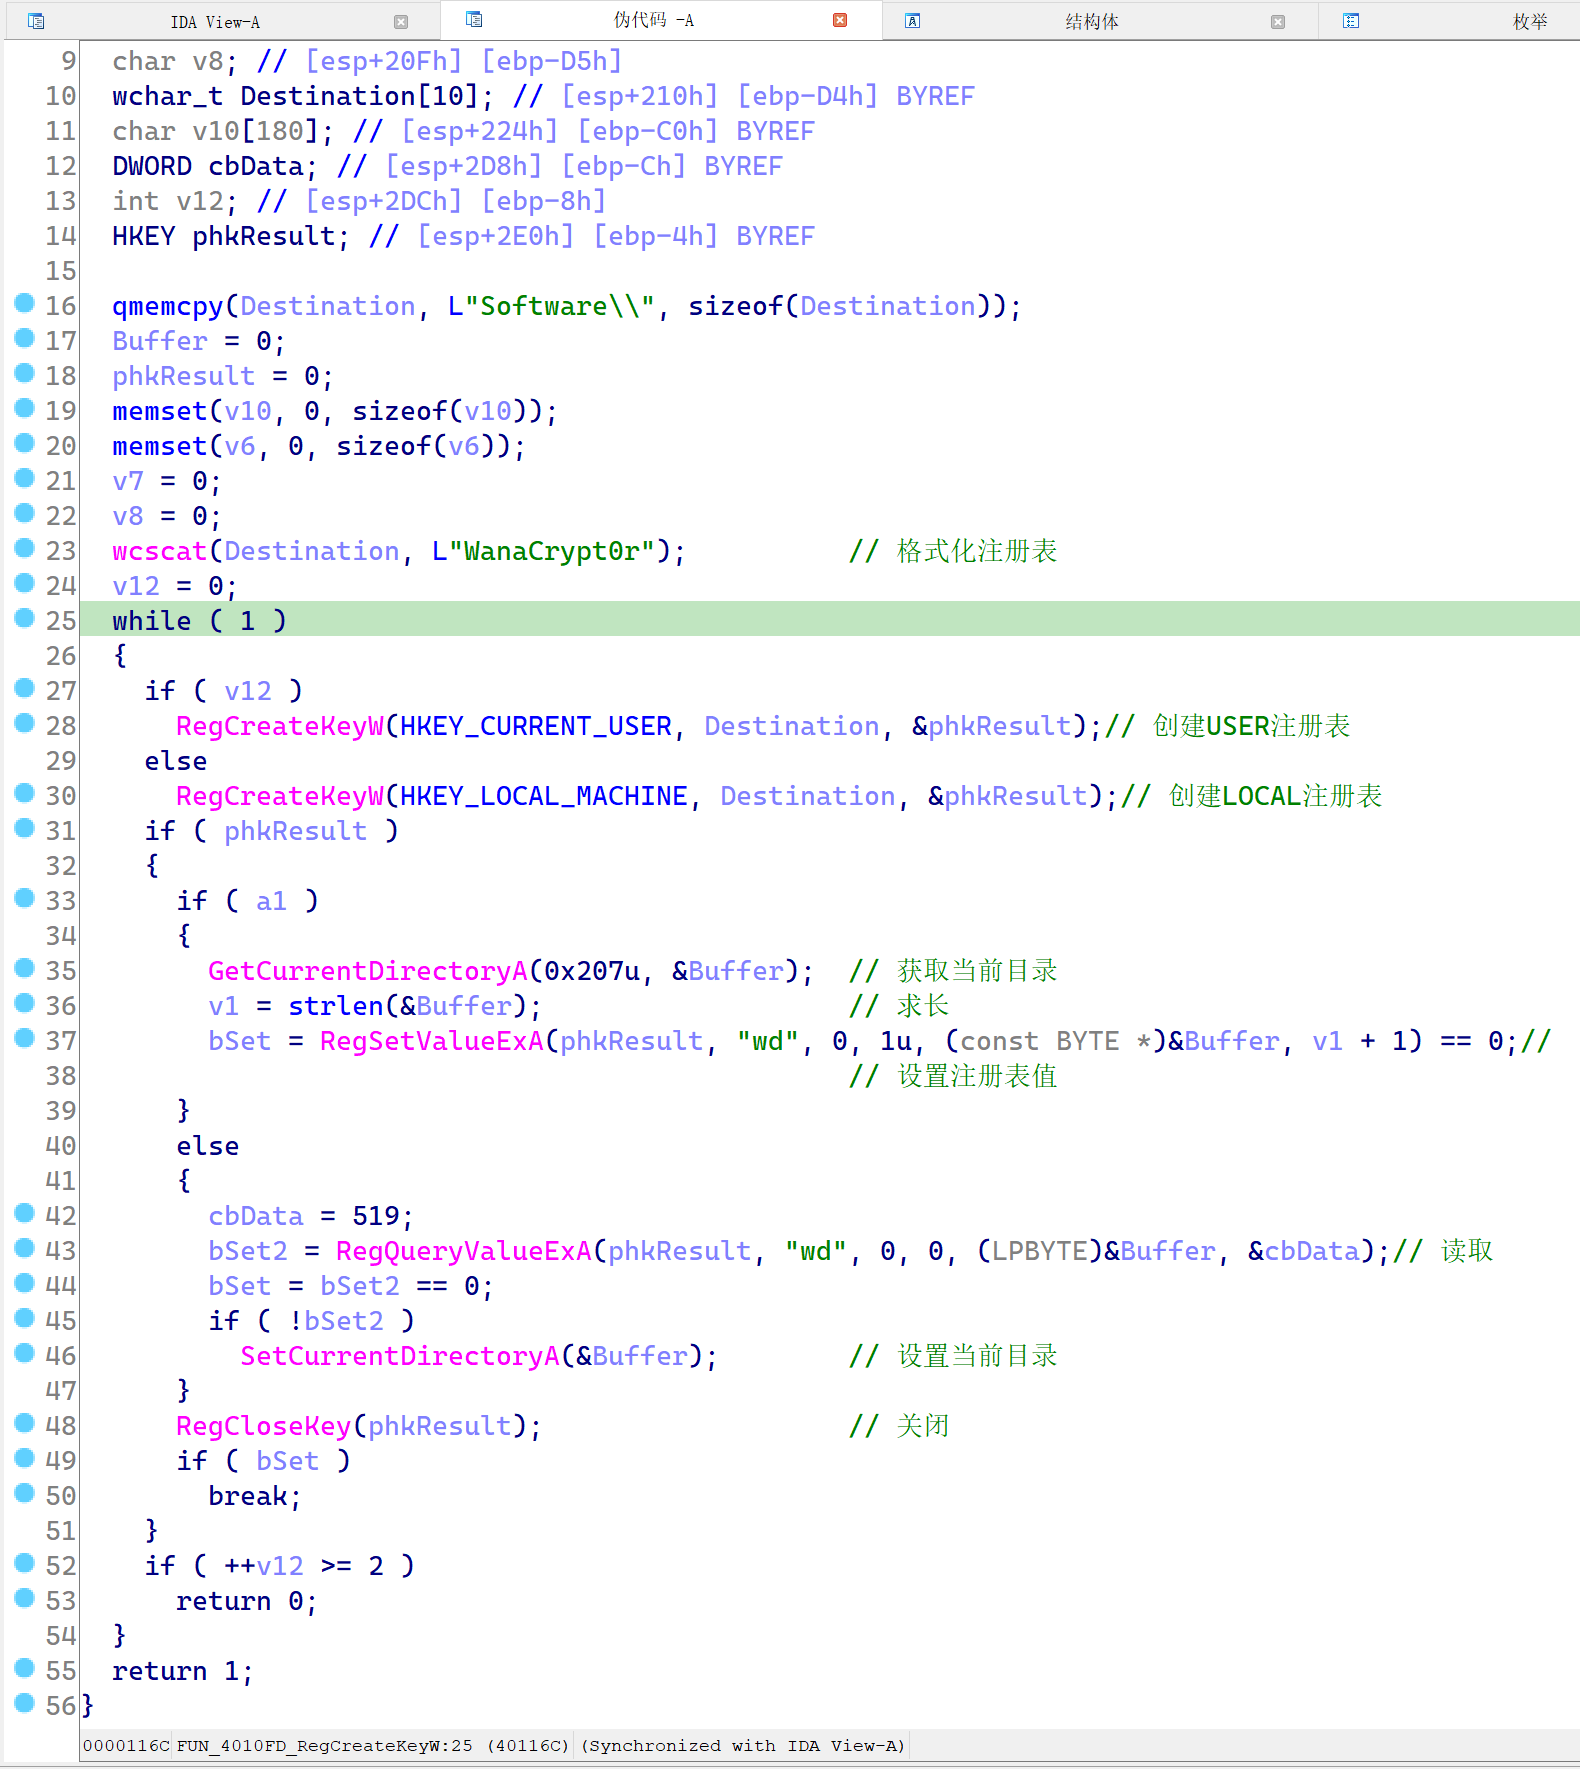 IDA View-A 伪代码 -A 结构体 枚举
9 char v8; // [esp+20Fh] [ebp-D5h]
10 wchar_t Destination[10]; // [esp+210h] [ebp-D4h] BYREF
11 char v10[180]; // [esp+224h] [ebp-C0h] BYREF
12 DWORD cbData; // [esp+2D8h] [ebp-Ch] BYREF
13 int v12; // [esp+2DCh] [ebp-8h]
14 HKEY phkResult; // [esp+2E0h] [ebp-4h] BYREF
15
16 qmemcpy(Destination, L"Software\\", sizeof(Destination));
17 Buffer = 0;
18 phkResult = 0;
19 memset(v10, 0, sizeof(v10));
20 memset(v6, 0, sizeof(v6));
21 v7 = 0;
22 v8 = 0;
23 wcscat(Destination, L"WanaCrypt0r"); // 格式化注册表
24 v12 = 0;
25 while ( 1 )
26 {
27 if ( v12 )
28 RegCreateKeyW(HKEY_CURRENT_USER, Destination, &phkResult);// 创建USER注册表
29 else
30 RegCreateKeyW(HKEY_LOCAL_MACHINE, Destination, &phkResult);// 创建LOCAL注册表
31 if ( phkResult )
32 {
33 if ( a1 )
34 {
35 GetCurrentDirectoryA(0x207u, &Buffer); // 获取当前目录
36 v1 = strlen(&Buffer); // 求长
37 bSet = RegSetValueExA(phkResult, "wd", 0, 1u, (const BYTE *)&Buffer, v1 + 1) == 0;//
38 // 设置注册表值
39 }
40 else
41 {
42 cbData = 519;
43 bSet2 = RegQueryValueExA(phkResult, "wd", 0, 0, (LPBYTE)&Buffer, &cbData);// 读取
44 bSet = bSet2 == 0;
45 if ( !bSet2 )
46 SetCurrentDirectoryA(&Buffer); // 设置当前目录
47 }
48 RegCloseKey(phkResult); // 关闭
49 if ( bSet )
50 break;
51 }
52 if ( ++v12 >= 2 )
53 return 0;
54 }
55 return 1;
56 }
0000116C FUN_4010FD_RegCreateKeyW:25 (40116C) (Synchronized with IDA View-A)